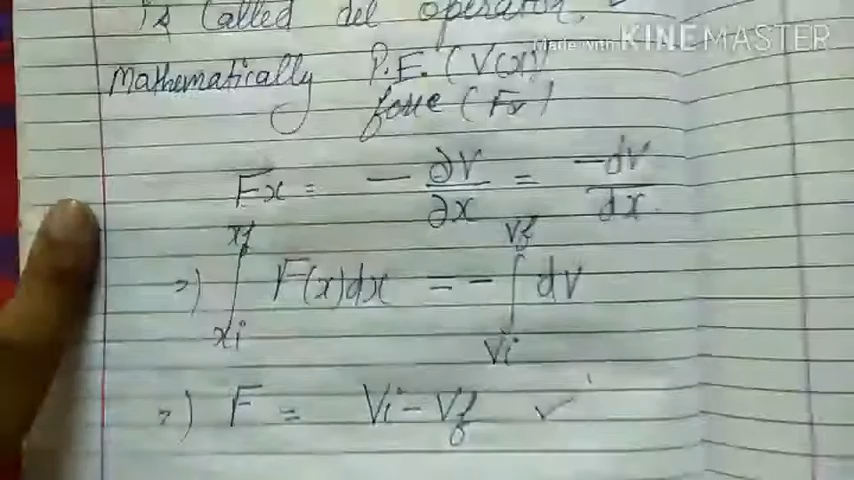 is called del operator.
Made with KINEMASTER
Mathematically P.E. (V(x))
force (Fx)
Fx = - ∂V/∂x = -dV/dx
=) ∫ xi xf F(x)dx = - ∫ Vi Vf dV
=) F = Vi - Vf ✓